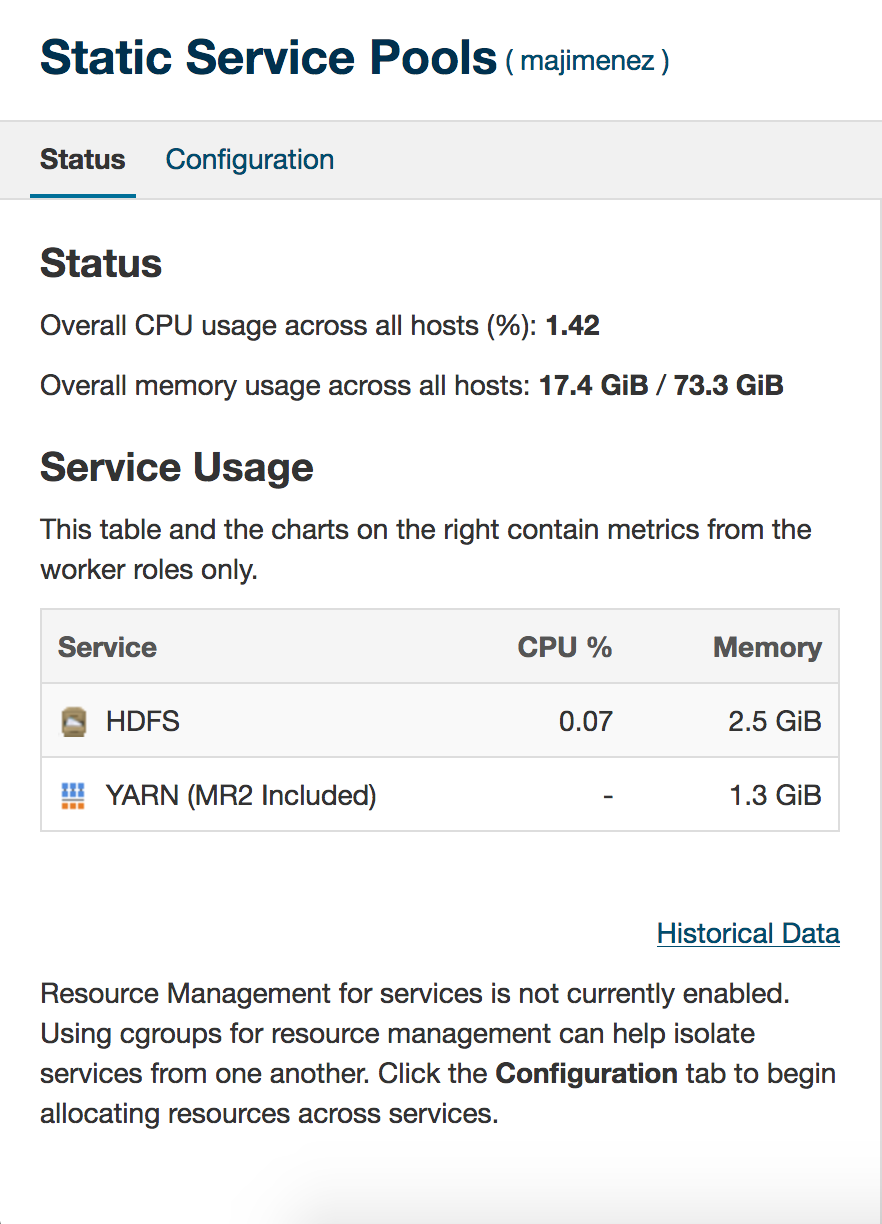 Static Service Pools ( majimenez )
Status Configuration
Status
Overall CPU usage across all hosts (%): 1.42
Overall memory usage across all hosts: 17.4 GiB / 73.3 GiB
Service Usage
This table and the charts on the right contain metrics from the
worker roles only.
Service CPU % Memory
HDFS 0.07 2.5 GiB
YARN (MR2 Included) - 1.3 GiB
Historical Data
Resource Management for services is not currently enabled.
Using cgroups for resource management can help isolate
services from one another. Click the Configuration tab to begin
allocating resources across services.